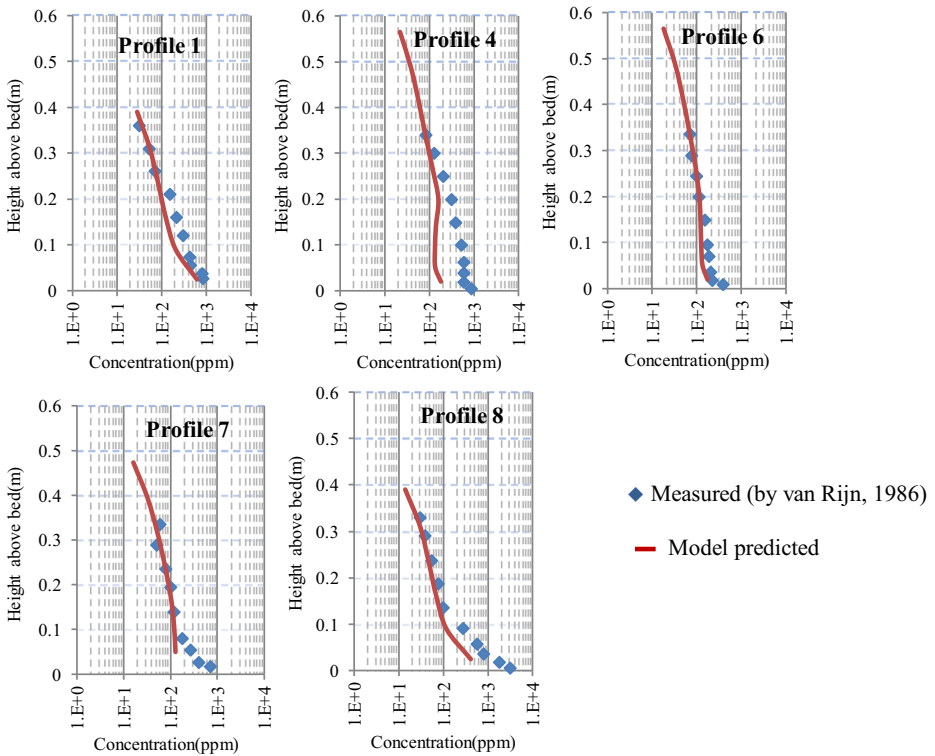 Profile 1
Height above bed(m)
0.6
0.5
0.4
0.3
0.2
0.1
0
1.E+0
1.E+1
1.E+2
1.E+3
1.E+4
Concentration(ppm)
Profile 4
Height above bed(m)
0.6
0.5
0.4
0.3
0.2
0.1
0
1.E+0
1.E+1
1.E+2
1.E+3
1.E+4
Concentration(ppm)
Profile 6
Height above bed(m)
0.6
0.5
0.4
0.3
0.2
0.1
0
1.E+0
1.E+1
1.E+2
1.E+3
1.E+4
Concentration(ppm)
Profile 7
Height above bed(m)
0.6
0.5
0.4
0.3
0.2
0.1
0
1.E+0
1.E+1
1.E+2
1.E+3
1.E+4
Concentration(ppm)
Profile 8
Height above bed(m)
0.6
0.5
0.4
0.3
0.2
0.1
0
1.E+0
1.E+1
1.E+2
1.E+3
1.E+4
Concentration(ppm)
Measured (by van Rijn, 1986)
Model predicted